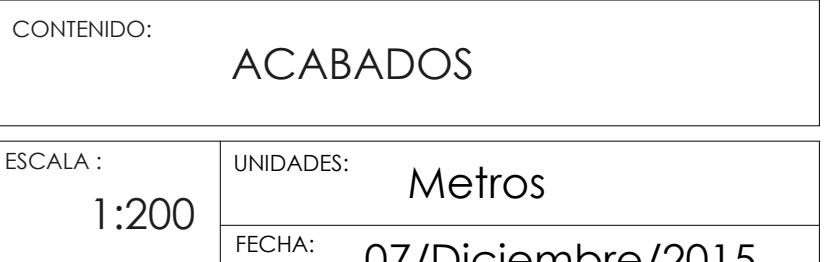 CONTENIDO:
ACABADOS
ESCALA :
1:200
UNIDADES:
Metros
FECHA:
07/Diciembre/2015